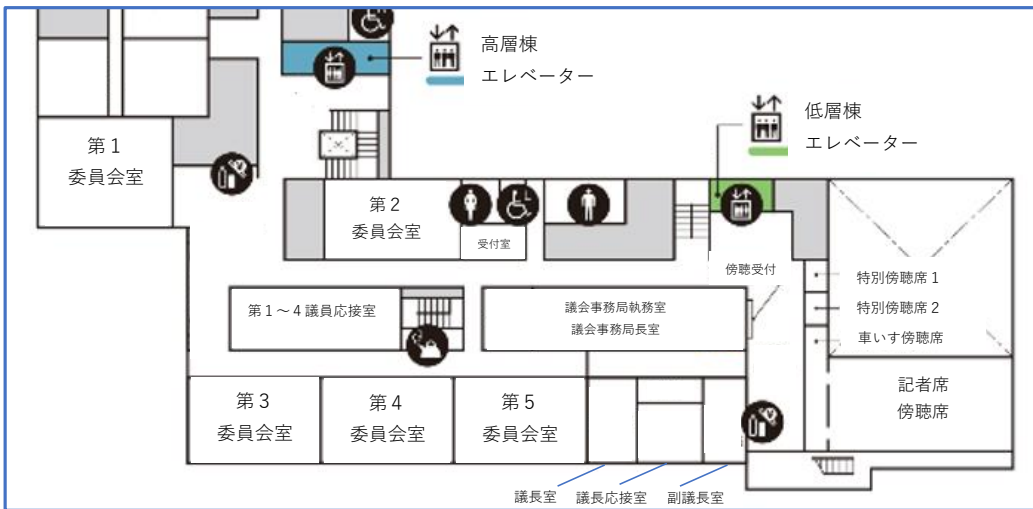 高層棟
エレベーター
低層棟
エレベーター
第１
委員会室
第２
委員会室
受付室
傍聴受付
特別傍聴席１
特別傍聴席２
車いす傍聴席
第１～４議員応接室
議会事務局執務室
議会事務局長室
記者席
傍聴席
第３
委員会室
第４
委員会室
第５
委員会室
議長室
議長応接室
副議長室